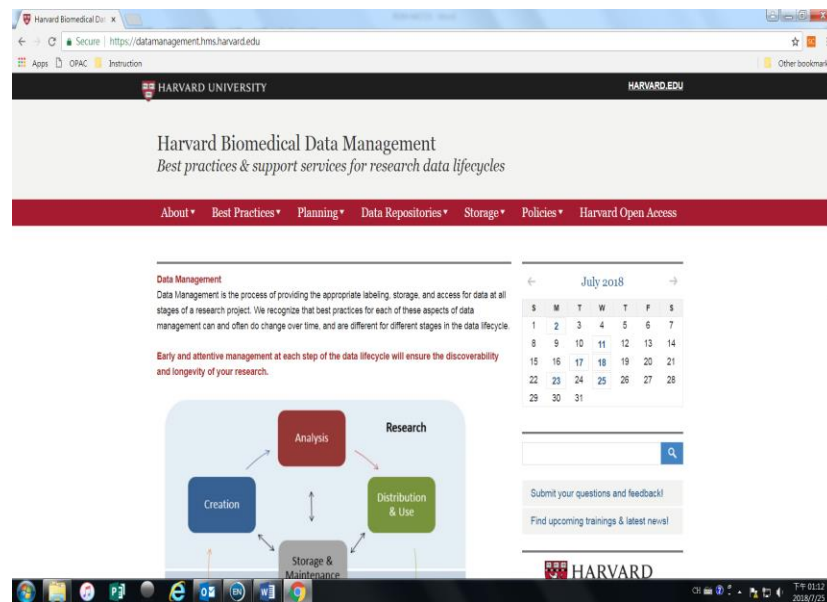 Harvard Biomedical Dat ×
Secure | https://datamanagement.hms.harvard.edu
Apps OPAC Instruction Other bookmark
HARVARD UNIVERSITY HARVARD.EDU
Harvard Biomedical Data Management
Best practices & support services for research data lifecycles
About Best Practices Planning Data Repositories Storage Policies Harvard Open Access
Data Management
Data Management is the process of providing the appropriate labeling, storage, and access for data at all
stages of a research project. We recognize that best practices for each of these aspects of data
management can and often do change over time, and are different for different stages in the data lifecycle.
Early and attentive management at each step of the data lifecycle will ensure the discoverability
and longevity of your research.
Research
Analysis
Creation
Distribution
& Use
Storage &
Maintenance
← July 2018 →
S M T W T F S
1 2 3 4 5 6 7
8 9 10 11 12 13 14
15 16 17 18 19 20 21
22 23 24 25 26 27 28
29 30 31
Submit your questions and feedback!
Find upcoming trainings & latest news!
HARVARD
CH
下午 01:12
2018/7/25